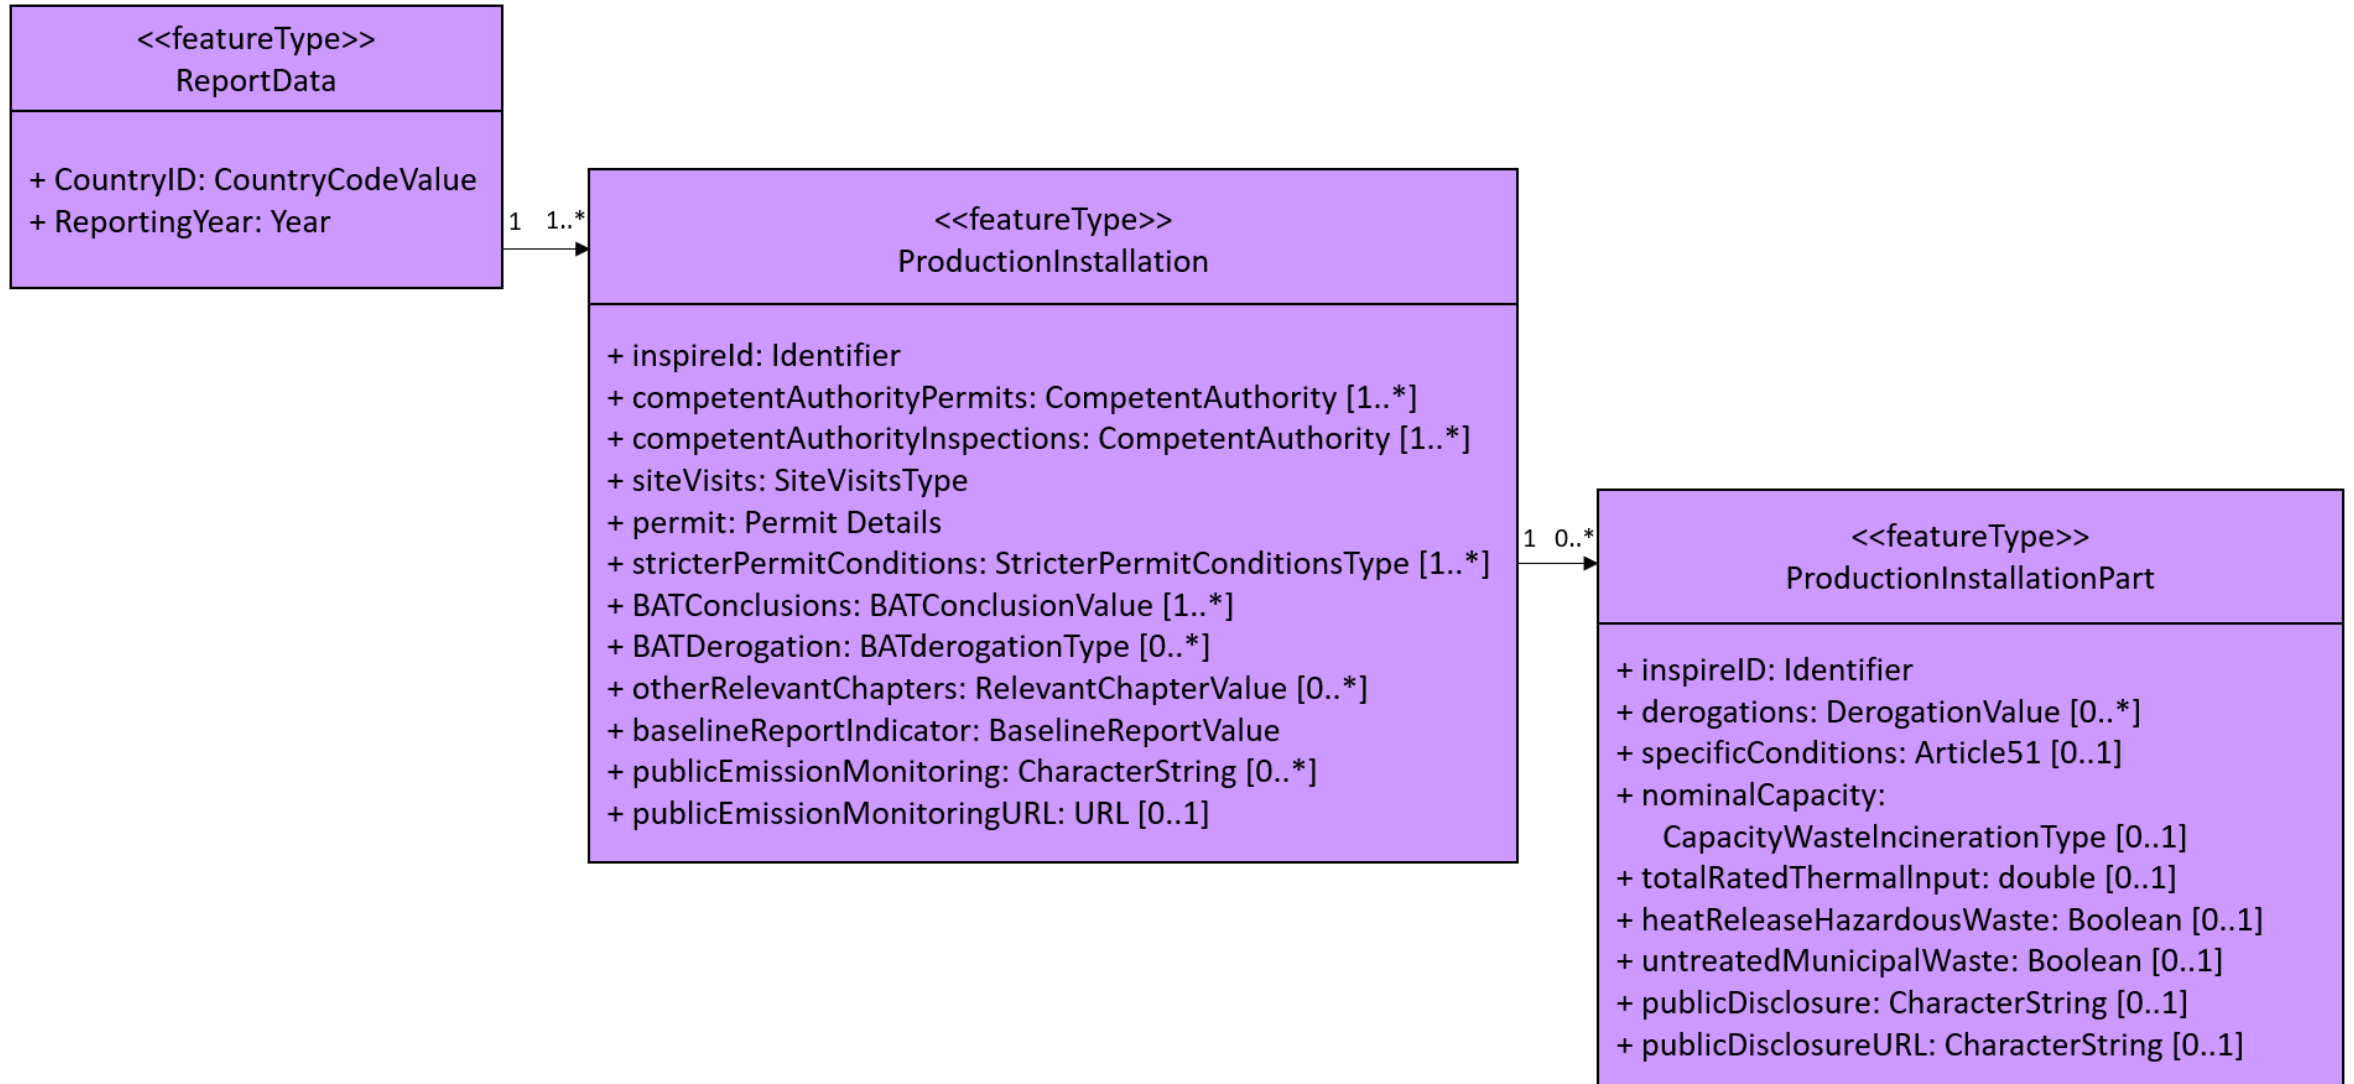 <<featureType>>
ReportData
+ CountryID: CountryCodeValue
+ ReportingYear: Year
1 1..*
<<featureType>>
ProductionInstallation
+ inspireId: Identifier
+ competentAuthorityPermits: CompetentAuthority [1..*]
+ competentAuthorityInspections: CompetentAuthority [1..*]
+ siteVisits: SiteVisitsType
+ permit: Permit Details
+ stricterPermitConditions: StricterPermitConditionsType [1..*]
+ BATConclusions: BATConclusionValue [1..*]
+ BATDerogation: BATderogationType [0..*]
+ otherRelevantChapters: RelevantChapterValue [0..*]
+ baselineReportIndicator: BaselineReportValue
+ publicEmissionMonitoring: CharacterString [0..*]
+ publicEmissionMonitoringURL: URL [0..1]
1 0..*
<<featureType>>
ProductionInstallationPart
+ inspireID: Identifier
+ derogations: DerogationValue [0..*]
+ specificConditions: Article51 [0..1]
+ nominalCapacity:
CapacityWasteIncinerationType [0..1]
+ totalRatedThermalInput: double [0..1]
+ heatReleaseHazardousWaste: Boolean [0..1]
+ untreatedMunicipalWaste: Boolean [0..1]
+ publicDisclosure: CharacterString [0..1]
+ publicDisclosureURL: CharacterString [0..1]